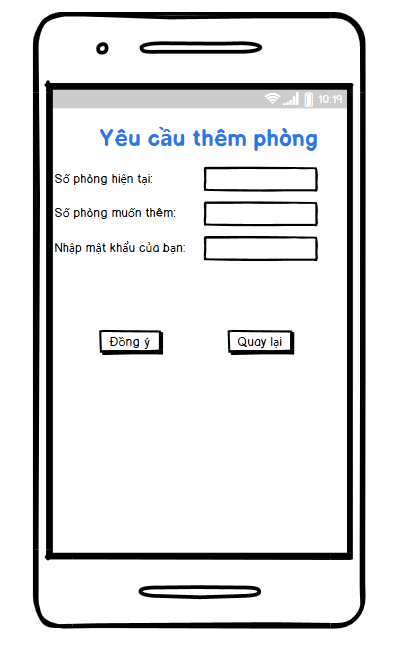 10:19
Yêu cầu thêm phòng
Số phòng hiện tại:
Số phòng muốn thêm:
Nhập mật khẩu của bạn:
Đồng ý
Quay lại